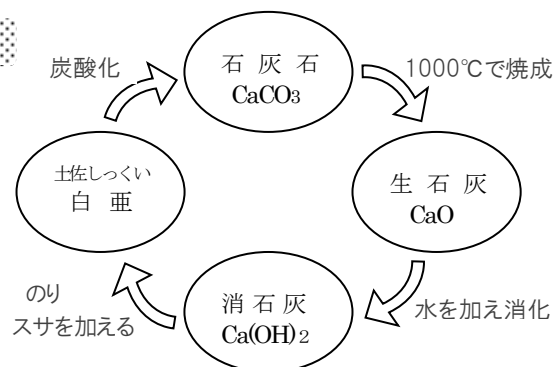 石 灰 石
CaCO3
1000℃で焼成
生 石 灰
CaO
水を加え消化
消 石 灰
Ca(OH) 2
のり
スサを加える
土佐しっくい
白 亜
炭酸化